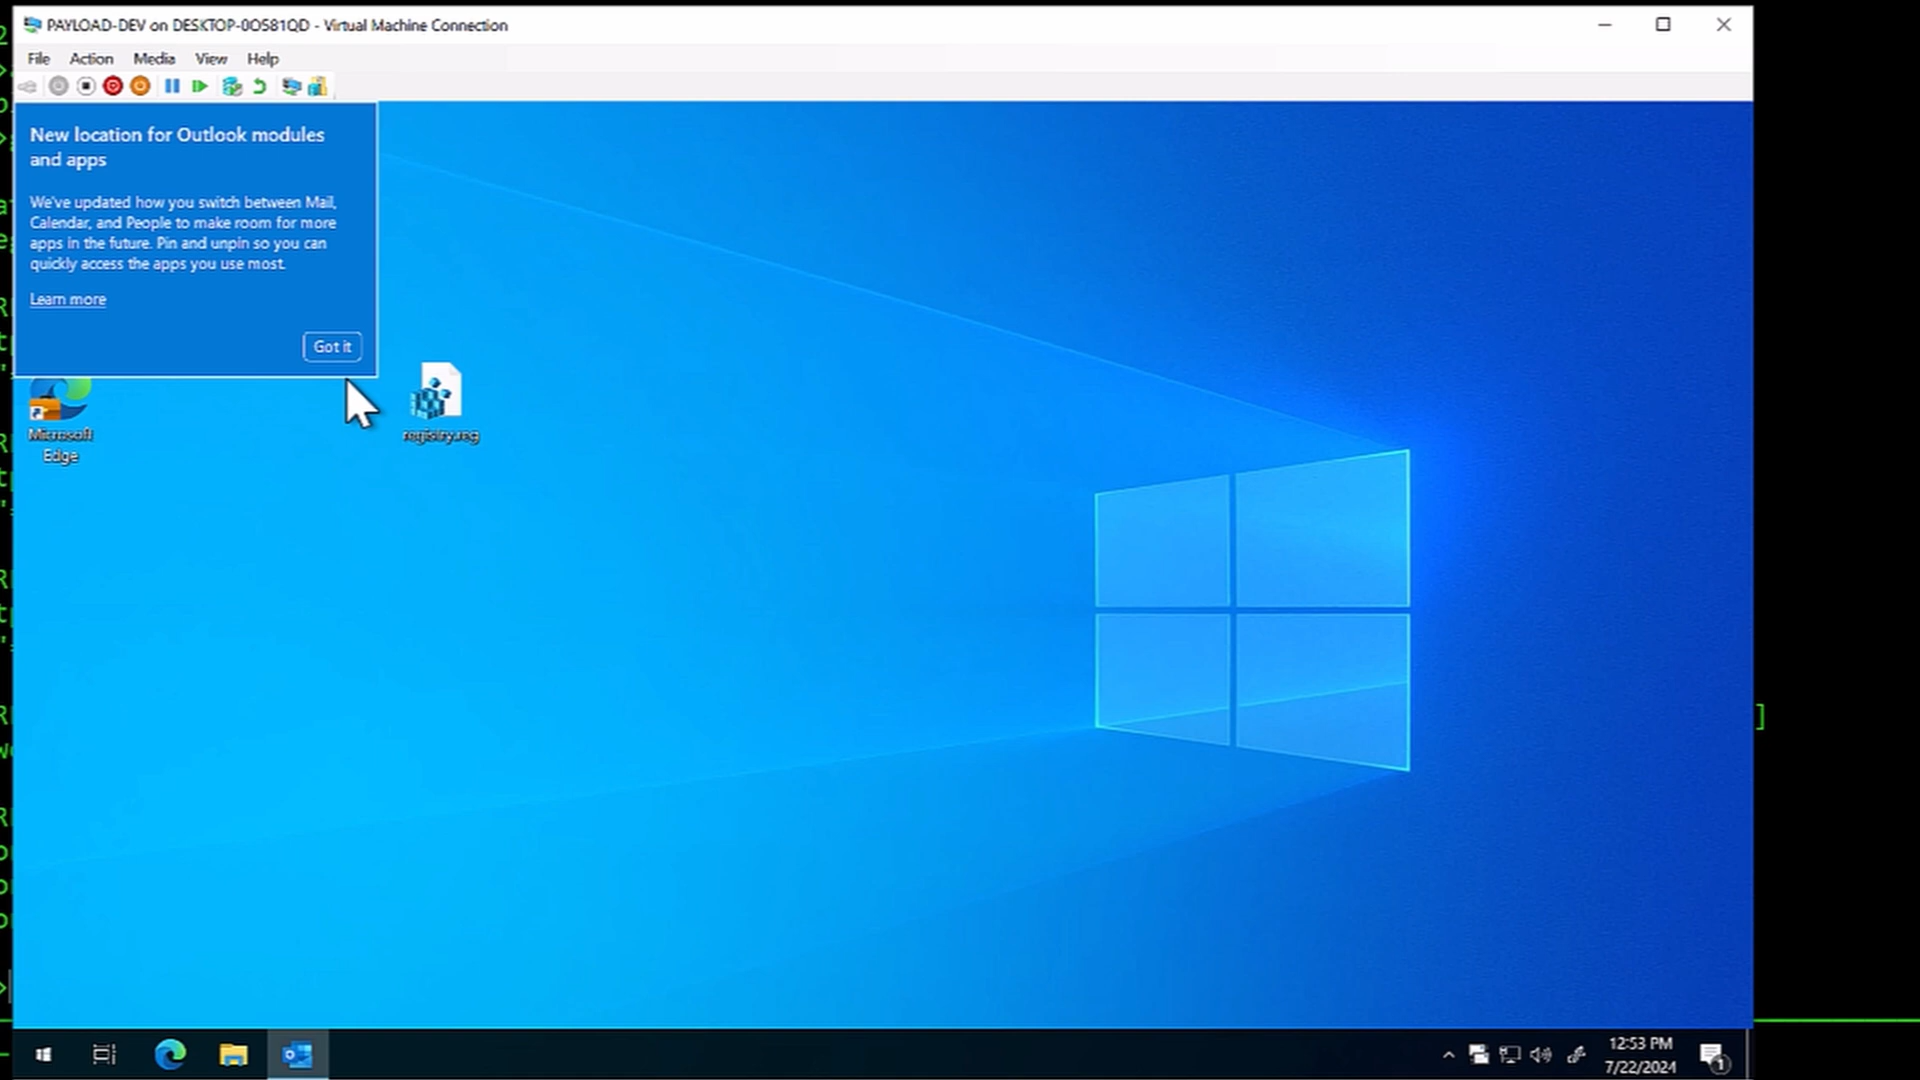 PAYLOAD-DEV on DESKTOP-0O581QD - Virtual Machine Connection
File Action Media View Help
New location for Outlook modules
and apps
We've updated how you switch between Mail,
Calendar, and People to make room for more
apps in the future. Pin and unpin so you can
quickly access the apps you use most.
Learn more
Got it
Microsoft
Edge
registry.reg
]
12:53 PM
7/22/2024
1